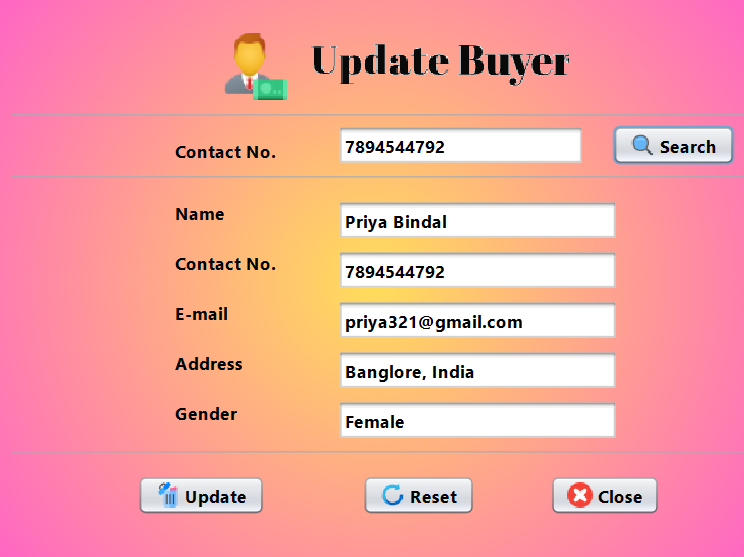 Update Buyer
Contact No. 7894544792 Search
Name Priya Bindal
Contact No. 7894544792
E-mail priya321@gmail.com
Address Banglore, India
Gender Female
Update Reset Close